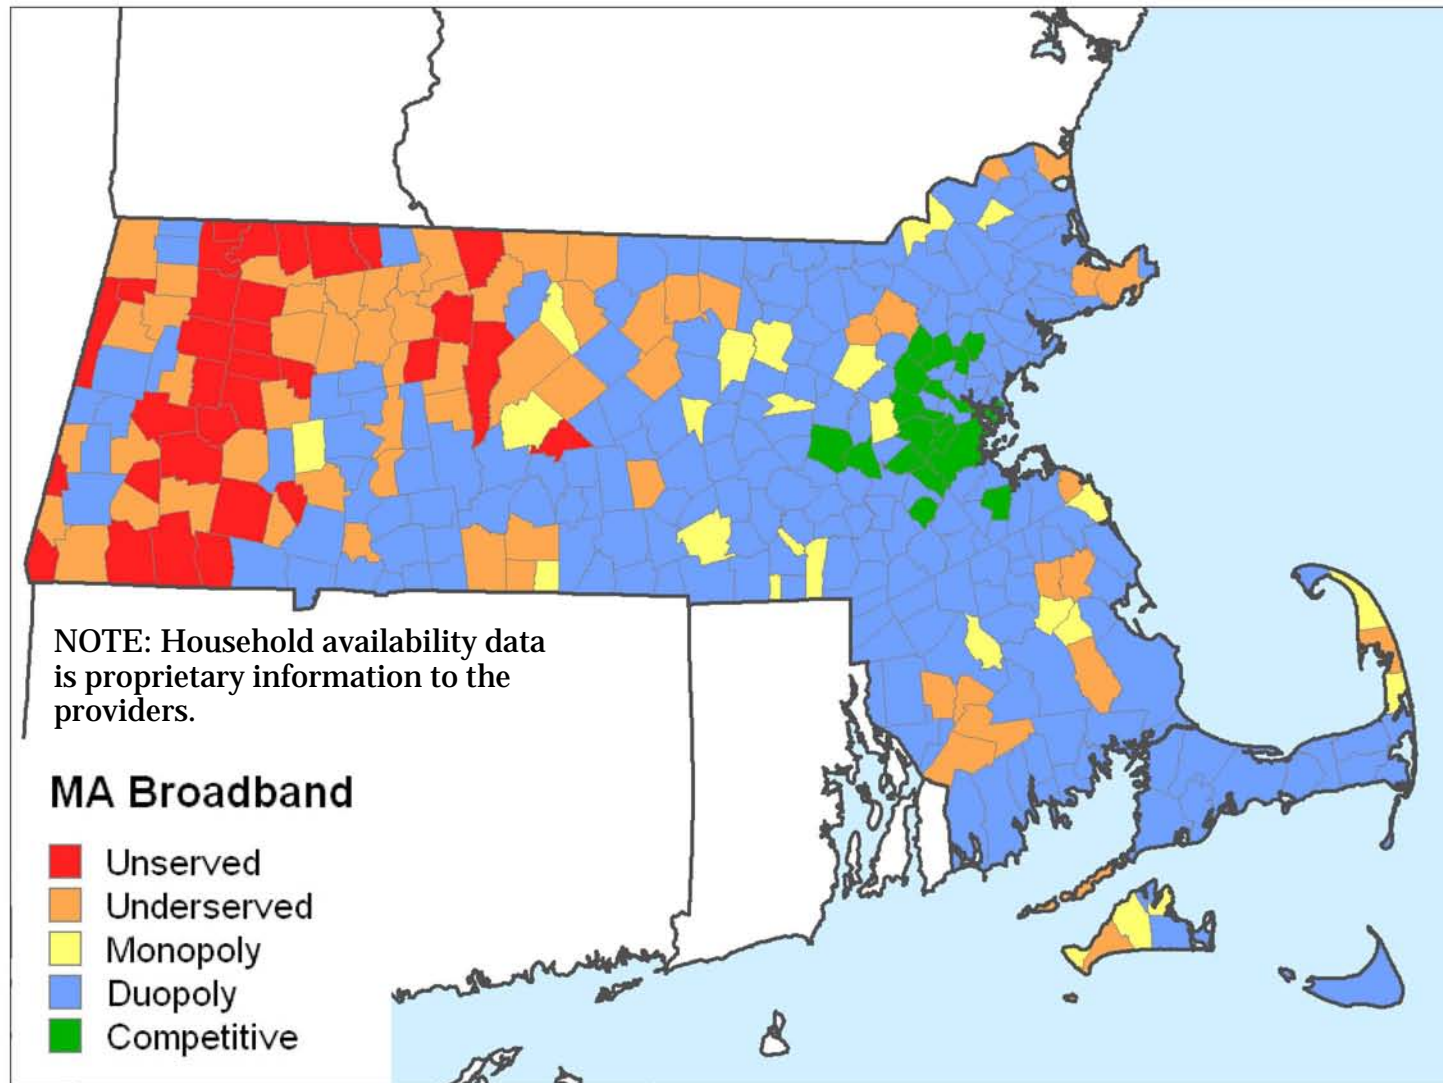 NOTE: Household availability data
is proprietary information to the
providers.
MA Broadband
Unserved
Underserved
Monopoly
Duopoly
Competitive